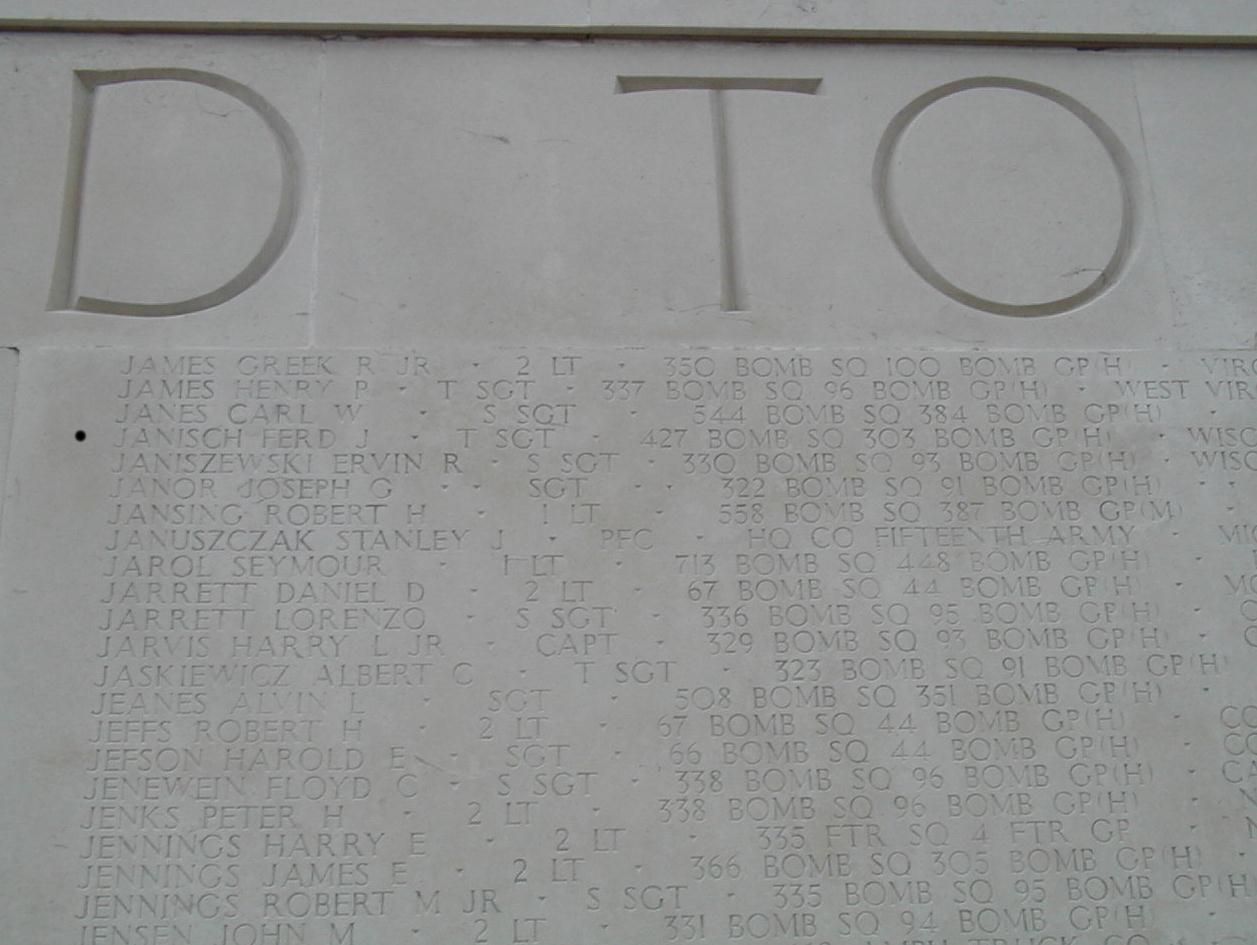 D TO
JAMES GREEK R JR · 2 LT · 350 BOMB SQ 100 BOMB GP(H) · VIRG
JAMES HENRY P · T SGT · 337 BOMB SQ 96 BOMB GP(H) · WEST VIR
JANES CARL W · S SGT · 544 BOMB SQ 384 BOMB GP(H) ·
JANISCH FERD J · T SGT · 427 BOMB SQ 303 BOMB GP(H) · WISC
JANISZEWSKI ERVIN R · S SGT · 330 BOMB SQ 93 BOMB GP(H) · WISC
JANOR JOSEPH G · · SGT · · 322 BOMB SQ 91 BOMB GP(H) · ·
JANSING ROBERT H · 1 LT · 558 BOMB SQ 387 BOMB GP(M) ·
JANUSZCZAK STANLEY J · PFC · HQ CO FIFTEENTH ARMY · MIC
JAROL SEYMOUR · 1 LT · 713 BOMB SQ 448 BOMB GP(H) ·
JARRETT DANIEL D · 2 LT · 67 BOMB SQ 44 BOMB GP(H) · MO
JARRETT LORENZO · S SGT · 336 BOMB SQ 95 BOMB GP(H) ·
JARVIS HARRY L JR · CAPT · 329 BOMB SQ 93 BOMB GP(H) ·
JASKIEWICZ ALBERT C · T SGT · 323 BOMB SQ 91 BOMB GP(H) ·
JEANES ALVIN L · SGT · 508 BOMB SQ 351 BOMB GP(H) ·
JEFFS ROBERT H · 2 LT · 67 BOMB SQ 44 BOMB GP(H) · CO
JEFSON HAROLD E · SGT · 66 BOMB SQ 44 BOMB GP(H) · CO
JENEWEIN FLOYD C · S SGT · 338 BOMB SQ 96 BOMB GP(H) · CA
JENKS PETER H · 2 LT · 338 BOMB SQ 96 BOMB GP(H) · N
JENNINGS HARRY E · 2 LT · 335 FTR SQ 4 FTR GP · N
JENNINGS JAMES E · 2 LT · 366 BOMB SQ 305 BOMB GP(H) ·
JENNINGS ROBERT M JR · S SGT · 335 BOMB SQ 95 BOMB GP(H
JENSEN JOHN M · 2 LT · 331 BOMB SQ 94 BOMB GP(H) ·
AMPH TRUCK CO